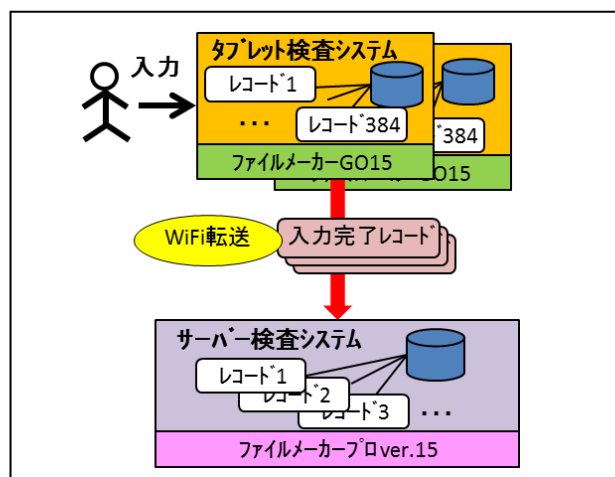 タブレット検査システム
入力
レコード1
・・・
レコード384
384
ファイルメーカーGO15
GO15
WiFi転送
入力完了レコード
サーバー検査システム
レコード1
レコード2
レコード3
・・・
ファイルメーカープロver.15